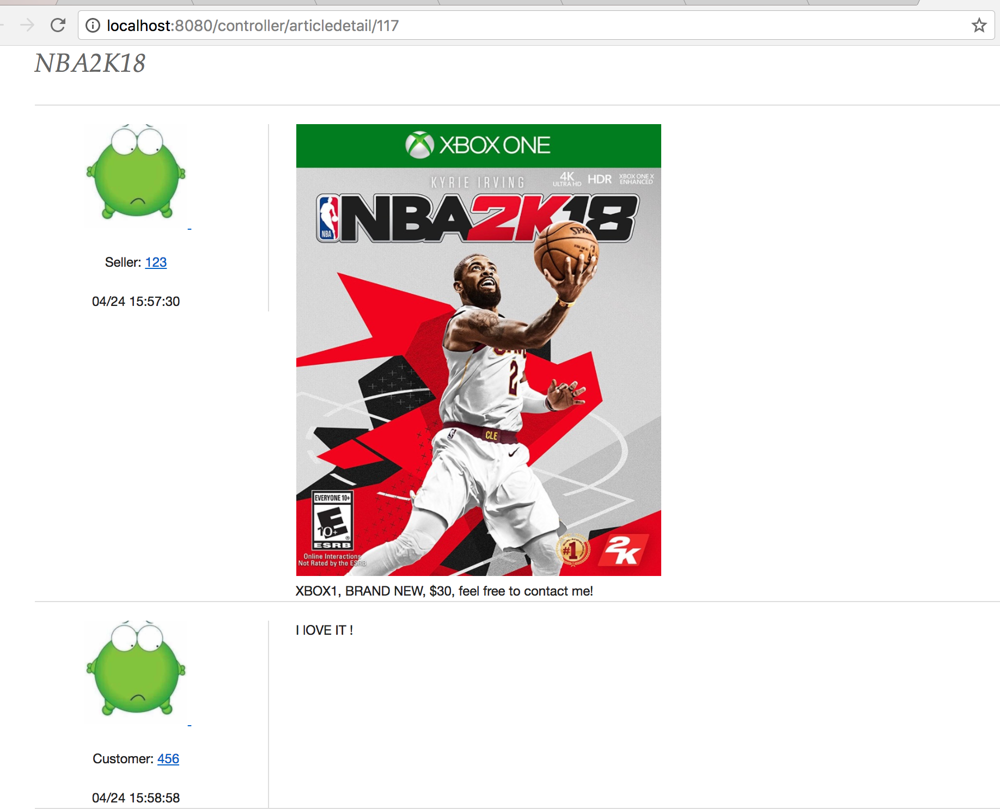 localhost:8080/controller/articledetail/117
NBA2K18
XBOX ONE
KYRIE IRVING
4K
ULTRA HD
HDR
XBOX ONE X
ENHANCED
NBA
NBA2K18
SPAL
Seller: 123
04/24 15:57:30
2
CLE
EVERYONE 10+
E
10+
ESRB
Online Interactions
Not Rated by the ESRB
#1
2K
XBOX1, BRAND NEW, $30, feel free to contact me!
I lOVE IT !
Customer: 456
04/24 15:58:58